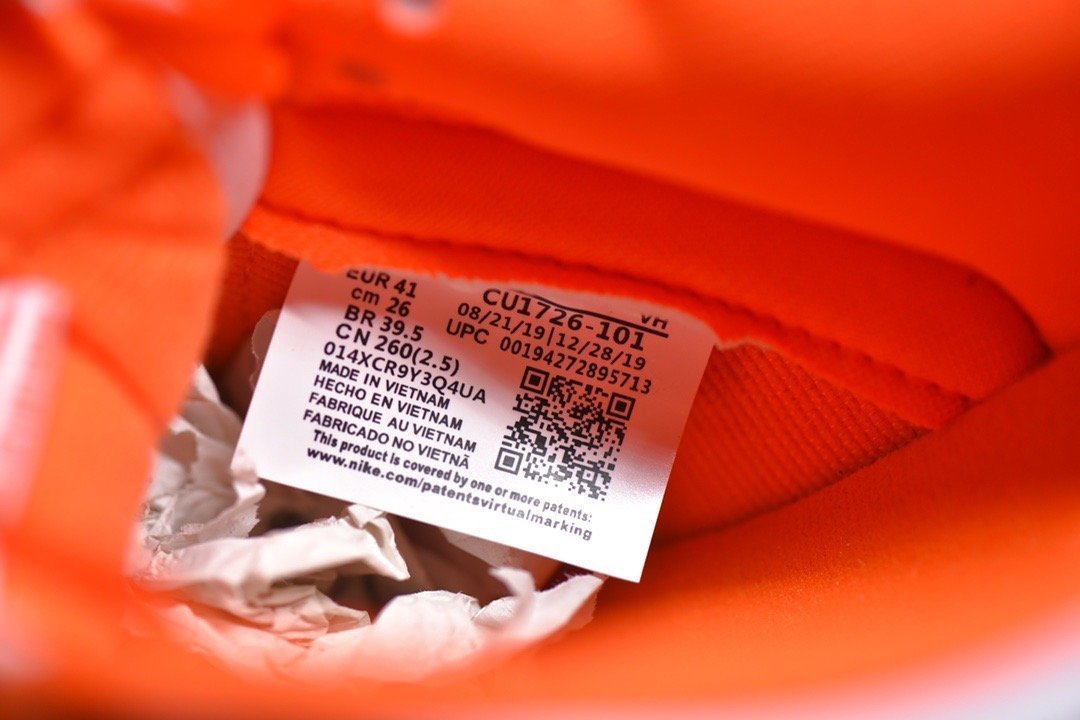 EUR 41
cm 26
BR 39.5
CN 260(2.5)
014XCR9Y3Q4UA
MADE IN VIETNAM
HECHO EN VIETNAM
FABRIQUE AU VIETNAM
FABRICADO NO VIETNÃ
This product is covered by one or more patents:
www.nike.com/patentsvirtualmarking
VH
CU1726-101
08/21/19|12/28/19
UPC 00194272895713